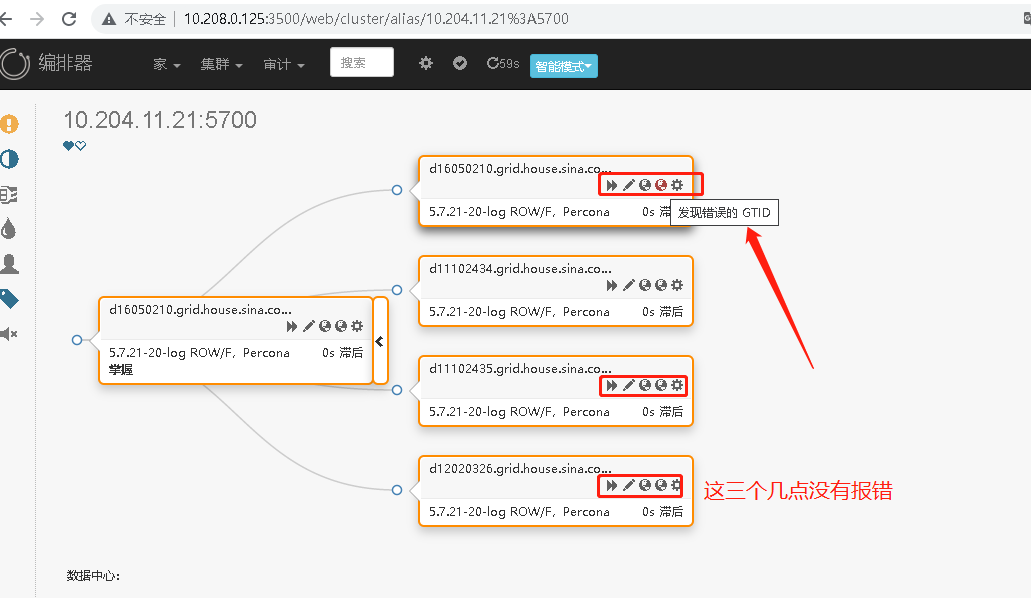 不安全 10.208.0.125:3500/web/cluster/alias/10.204.11.21%3A5700
编排器 家 集群 审计 搜索 59s 智能模式
10.204.11.21:5700
d16050210.grid.house.sina.co...
5.7.21-20-log ROW/F, Percona 0s 滞
发现错误的 GTID
d11102434.grid.house.sina.co...
5.7.21-20-log ROW/F, Percona 0s 滞后
d16050210.grid.house.sina.co...
5.7.21-20-log ROW/F, Percona 0s 滞后
掌握
d11102435.grid.house.sina.co...
5.7.21-20-log ROW/F, Percona 0s 滞后
d12020326.grid.house.sina.co...
这三个几点没有报错
5.7.21-20-log ROW/F, Percona 0s 滞后
数据中心: